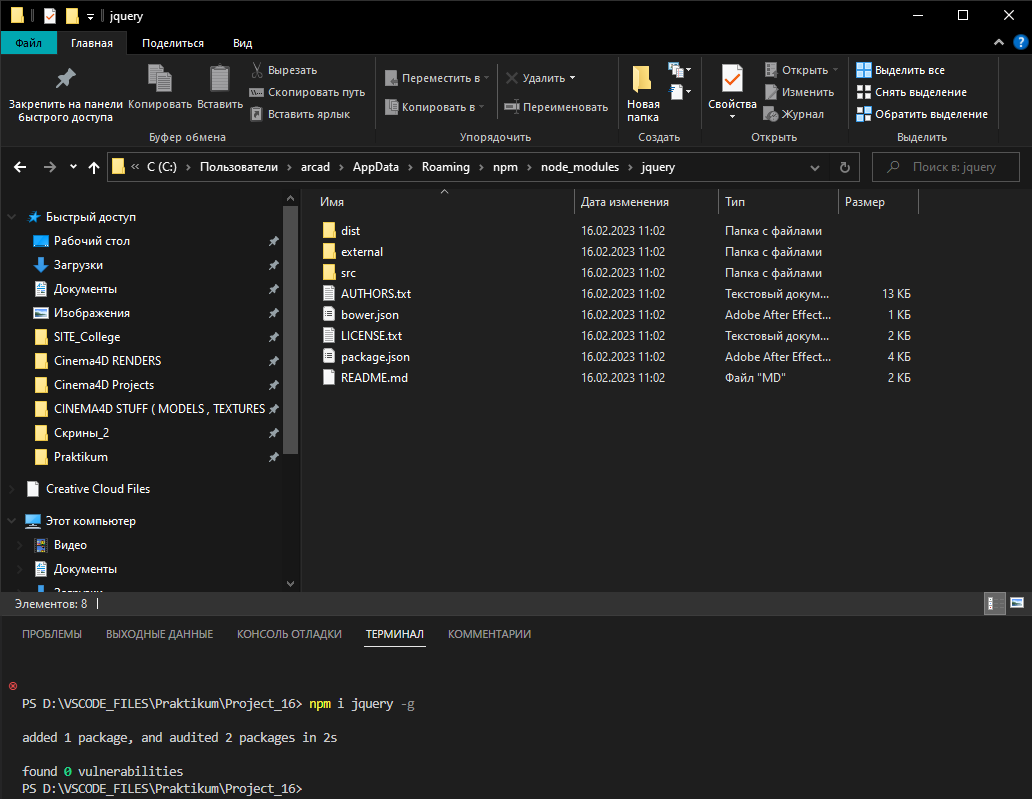 jquery
Файл Главная Поделиться Вид
Закрепить на панели быстрого доступа
Копировать
Вставить
Вырезать
Скопировать путь
Вставить ярлык
Буфер обмена
Переместить в
Копировать в
Удалить
Переименовать
Упорядочить
Новая папка
Создать
Свойства
Открыть
Изменить
Журнал
Открыть
Выделить все
Снять выделение
Обратить выделение
Выделить
« C (C:) › Пользователи › arcad › AppData › Roaming › npm › node_modules › jquery
Поиск в: jquery
Быстрый доступ
Рабочий стол
Загрузки
Документы
Изображения
SITE_College
Cinema4D RENDERS
Cinema4D Projects
CINEMA4D STUFF ( MODELS , TEXTURES
Скрины_2
Praktikum
Creative Cloud Files
Этот компьютер
Видео
Документы
Загрузки
Имя Дата изменения Тип Размер
dist 16.02.2023 11:02 Папка с файлами
external 16.02.2023 11:02 Папка с файлами
src 16.02.2023 11:02 Папка с файлами
AUTHORS.txt 16.02.2023 11:02 Текстовый докум... 13 КБ
bower.json 16.02.2023 11:02 Adobe After Effect... 1 КБ
LICENSE.txt 16.02.2023 11:02 Текстовый докум... 2 КБ
package.json 16.02.2023 11:02 Adobe After Effect... 4 КБ
README.md 16.02.2023 11:02 Файл "MD" 2 КБ
Элементов: 8
ПРОБЛЕМЫ ВЫХОДНЫЕ ДАННЫЕ КОНСОЛЬ ОТЛАДКИ ТЕРМИНАЛ КОММЕНТАРИИ
PS D:\VSCODE_FILES\Praktikum\Project_16> npm i jquery -g
added 1 package, and audited 2 packages in 2s
found 0 vulnerabilities
PS D:\VSCODE_FILES\Praktikum\Project_16>